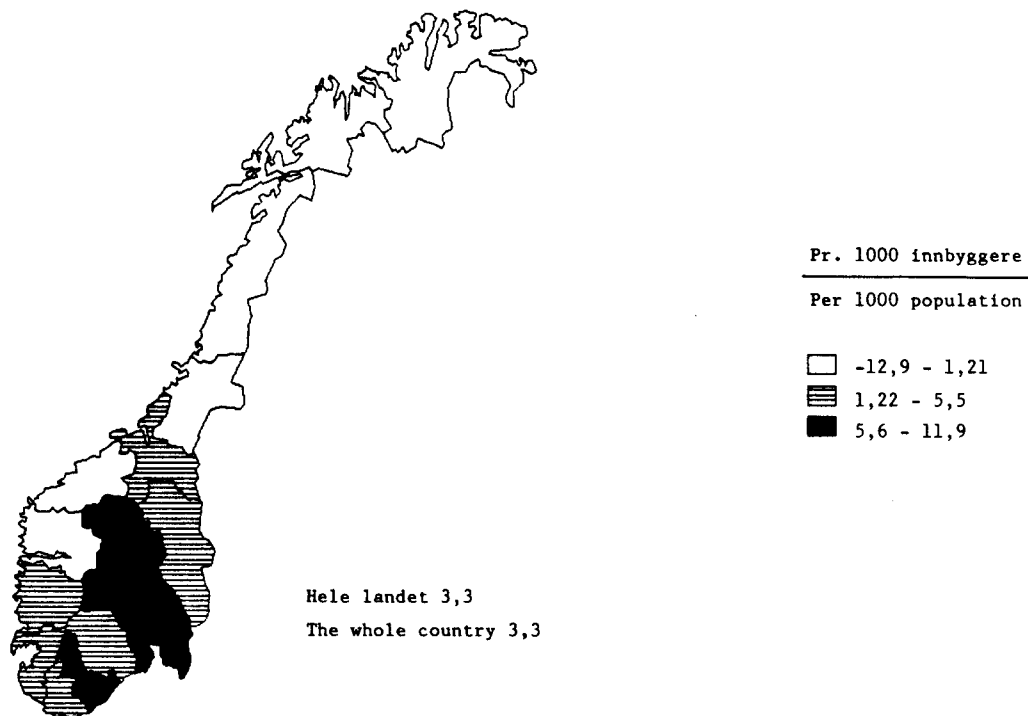 Pr. 1000 innbyggere
Per 1000 population
-12,9 - 1,21
1,22 - 5,5
5,6 - 11,9
Hele landet 3,3
The whole country 3,3